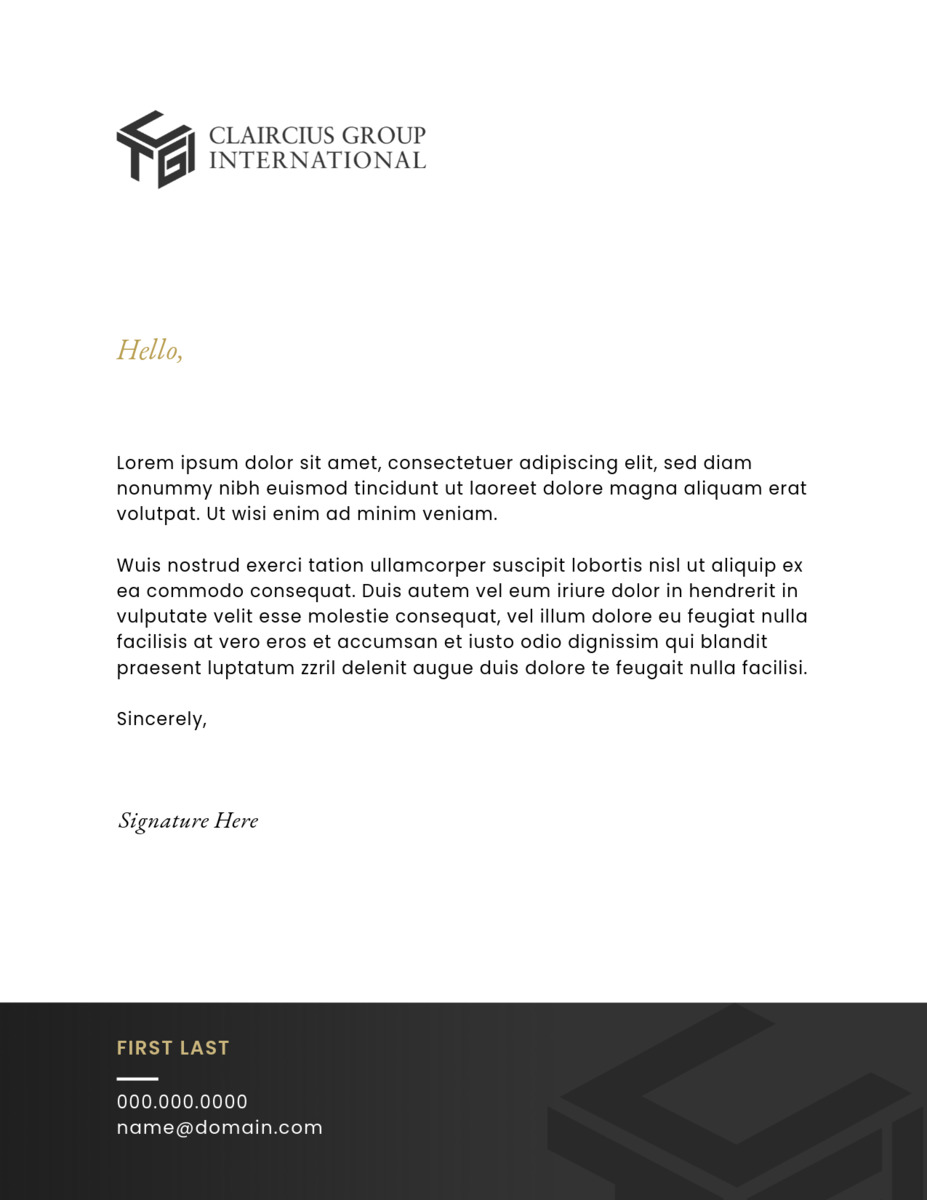 CTGI
CLAIRCIUS GROUP
INTERNATIONAL
Hello,
Lorem ipsum dolor sit amet, consectetuer adipiscing elit, sed diam
nonummy nibh euismod tincidunt ut laoreet dolore magna aliquam erat
volutpat. Ut wisi enim ad minim veniam.
Wuis nostrud exerci tation ullamcorper suscipit lobortis nisl ut aliquip ex
ea commodo consequat. Duis autem vel eum iriure dolor in hendrerit in
vulputate velit esse molestie consequat, vel illum dolore eu feugiat nulla
facilisis at vero eros et accumsan et iusto odio dignissim qui blandit
praesent luptatum zzril delenit augue duis dolore te feugait nulla facilisi.
Sincerely,
Signature Here
FIRST LAST
000.000.0000
name@domain.com